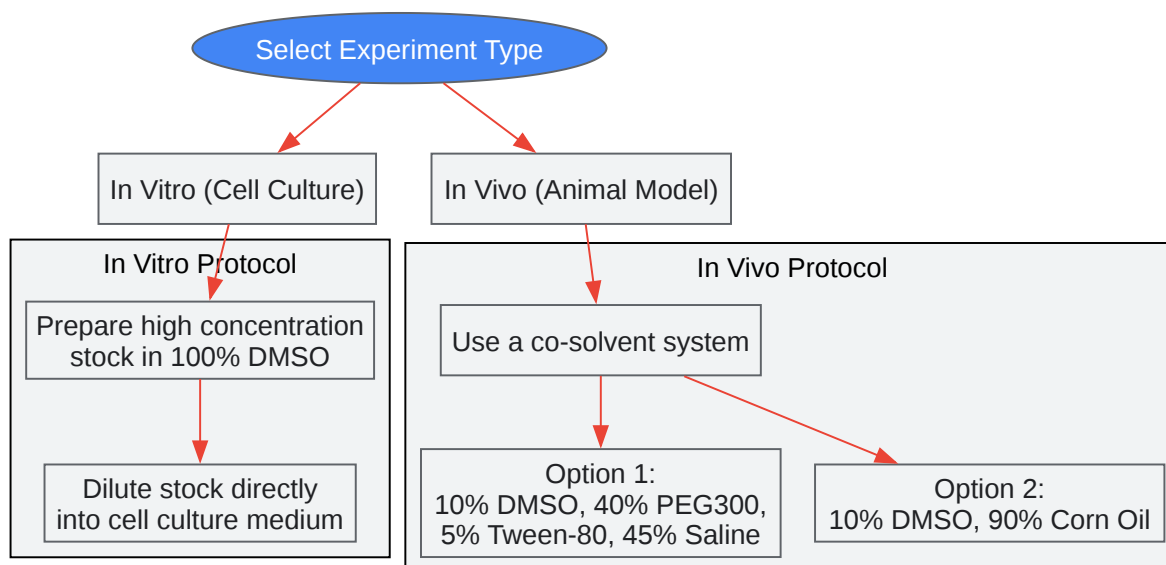 Select Experiment Type
In Vitro (Cell Culture)
In Vivo (Animal Model)
In Vitro Protocol
In Vivo Protocol
Prepare high concentration
stock in 100% DMSO
Use a co-solvent system
Dilute stock directly
into cell culture medium
Option 1:
10% DMSO, 40% PEG300,
5% Tween-80, 45% Saline
Option 2:
10% DMSO, 90% Corn Oil